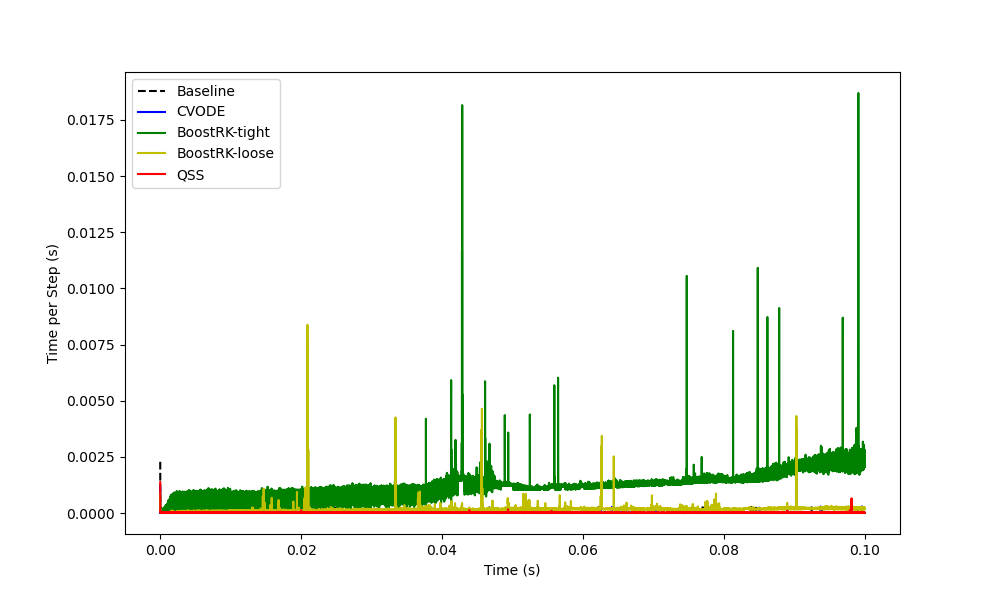 Baseline
CVODE
BoostRK-tight
BoostRK-loose
QSS
0.0175
0.0150
0.0125
0.0100
0.0075
0.0050
0.0025
0.0000
Time per Step (s)
0.00 0.02 0.04 0.06 0.08 0.10
Time (s)